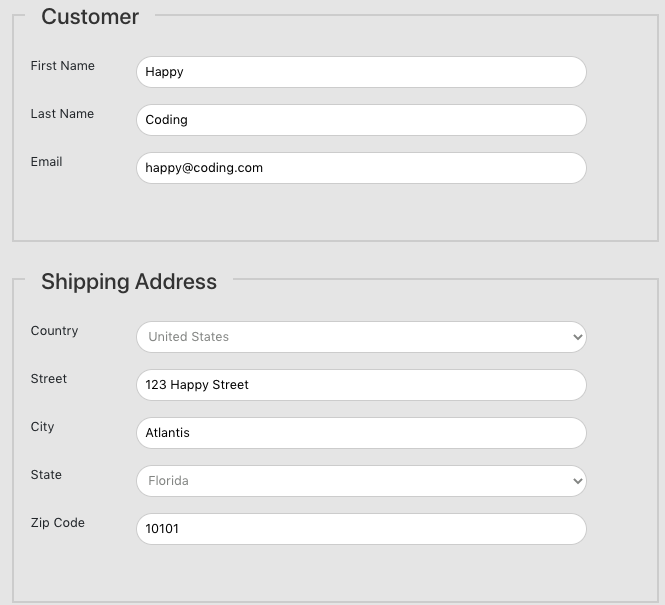 Customer
First Name Happy
Last Name Coding
Email happy@coding.com
Shipping Address
Country United States
Street 123 Happy Street
City Atlantis
State Florida
Zip Code 10101